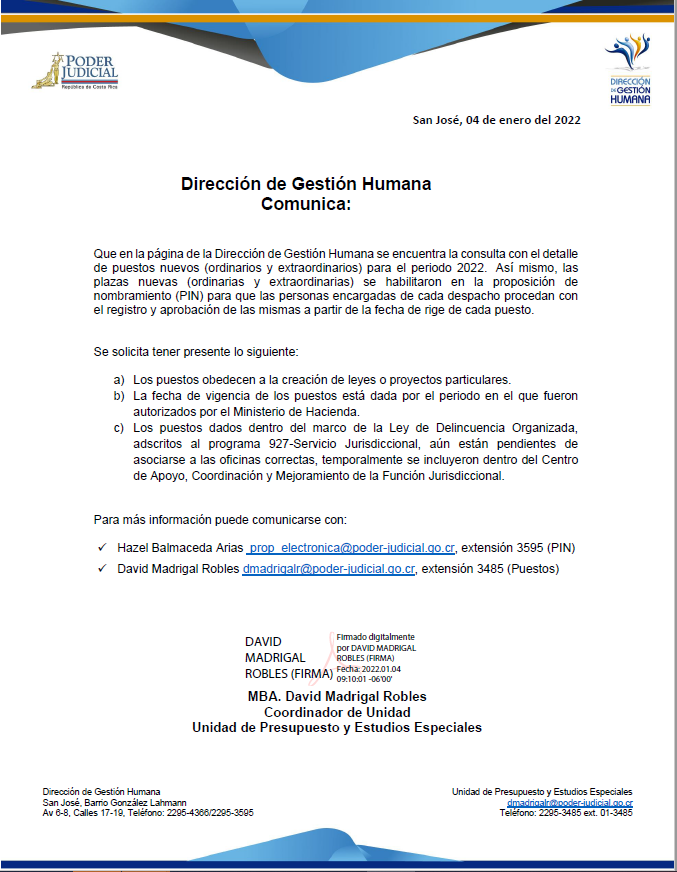 PODER
JUDICIAL
República de Costa Rica
DIRECCIÓN
DE GESTIÓN
HUMANA
San José, 04 de enero del 2022
Dirección de Gestión Humana
Comunica:
Que en la página de la Dirección de Gestión Humana se encuentra la consulta con el detalle
de puestos nuevos (ordinarios y extraordinarios) para el periodo 2022. Así mismo, las
plazas nuevas (ordinarias y extraordinarias) se habilitaron en la proposición de
nombramiento (PIN) para que las personas encargadas de cada despacho procedan con
el registro y aprobación de las mismas a partir de la fecha de rige de cada puesto.
Se solicita tener presente lo siguiente:
a) Los puestos obedecen a la creación de leyes o proyectos particulares.
b) La fecha de vigencia de los puestos está dada por el periodo en el que fueron
autorizados por el Ministerio de Hacienda.
c) Los puestos dados dentro del marco de la Ley de Delincuencia Organizada,
adscritos al programa 927-Servicio Jurisdiccional, aún están pendientes de
asociarse a las oficinas correctas, temporalmente se incluyeron dentro del Centro
de Apoyo, Coordinación y Mejoramiento de la Función Jurisdiccional.
Para más información puede comunicarse con:
✓ Hazel Balmaceda Arias prop_electronica@poder-judicial.go.cr, extensión 3595 (PIN)
✓ David Madrigal Robles dmadrigalr@poder-judicial.go.cr, extensión 3485 (Puestos)
DAVID
MADRIGAL
ROBLES (FIRMA)
Firmado digitalmente
por DAVID MADRIGAL
ROBLES (FIRMA)
Fecha: 2022.01.04
09:10:01 -06'00'
MBA. David Madrigal Robles
Coordinador de Unidad
Unidad de Presupuesto y Estudios Especiales
Dirección de Gestión Humana
San José, Barrio González Lahmann
Av 6-8, Calles 17-19, Teléfono: 2295-4366/2295-3595
Unidad de Presupuesto y Estudios Especiales
dmadrigalr@poder-judicial.go.cr
Teléfono: 2295-3485 ext. 01-3485